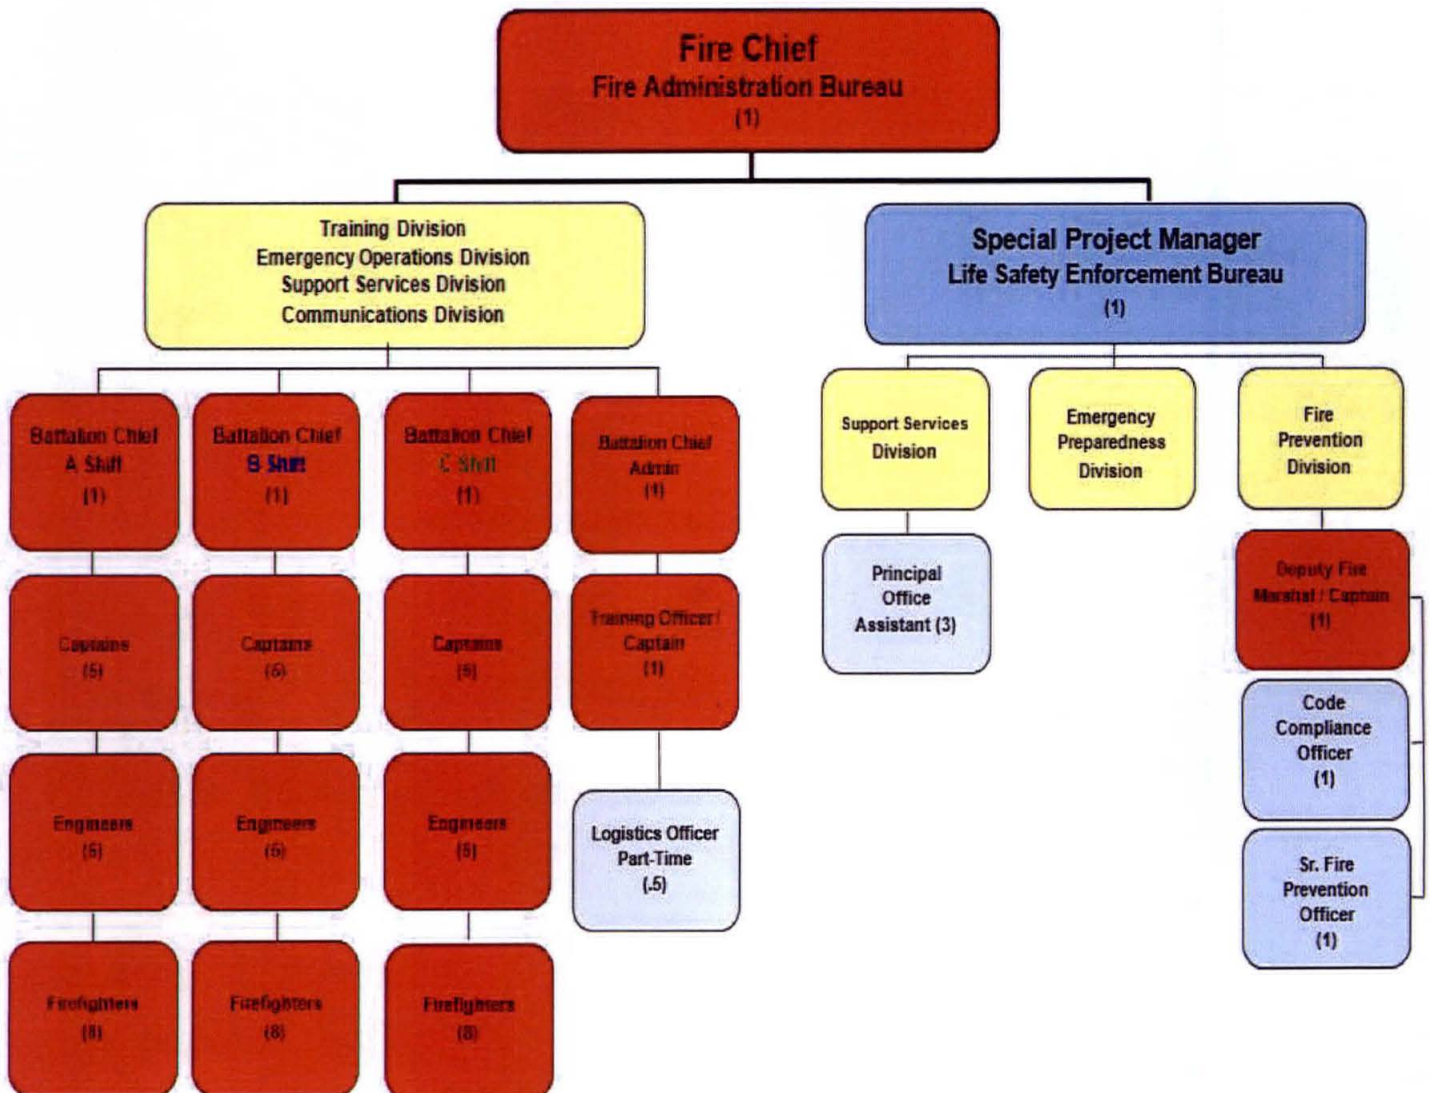 Fire Chief
Fire Administration Bureau
(1)
Training Division
Emergency Operations Division
Support Services Division
Communications Division
Special Project Manager
Life Safety Enforcement Bureau
(1)
Battalion Chief
A Shift
(1)
Battalion Chief
B Shift
(1)
Battalion Chief
C Shift
(1)
Battalion Chief
Admin
(1)
Support Services
Division
Emergency
Preparedness
Division
Fire
Prevention
Division
Captains
(5)
Captains
(5)
Captains
(5)
Training Officer /
Captain
(1)
Principal
Office
Assistant (3)
Deputy Fire
Marshal / Captain
(1)
Code
Compliance
Officer
(1)
Engineers
(5)
Engineers
(5)
Engineers
(5)
Logistics Officer
Part-Time
(.5)
Sr. Fire
Prevention
Officer
(1)
Firefighters
(8)
Firefighters
(8)
Firefighters
(8)